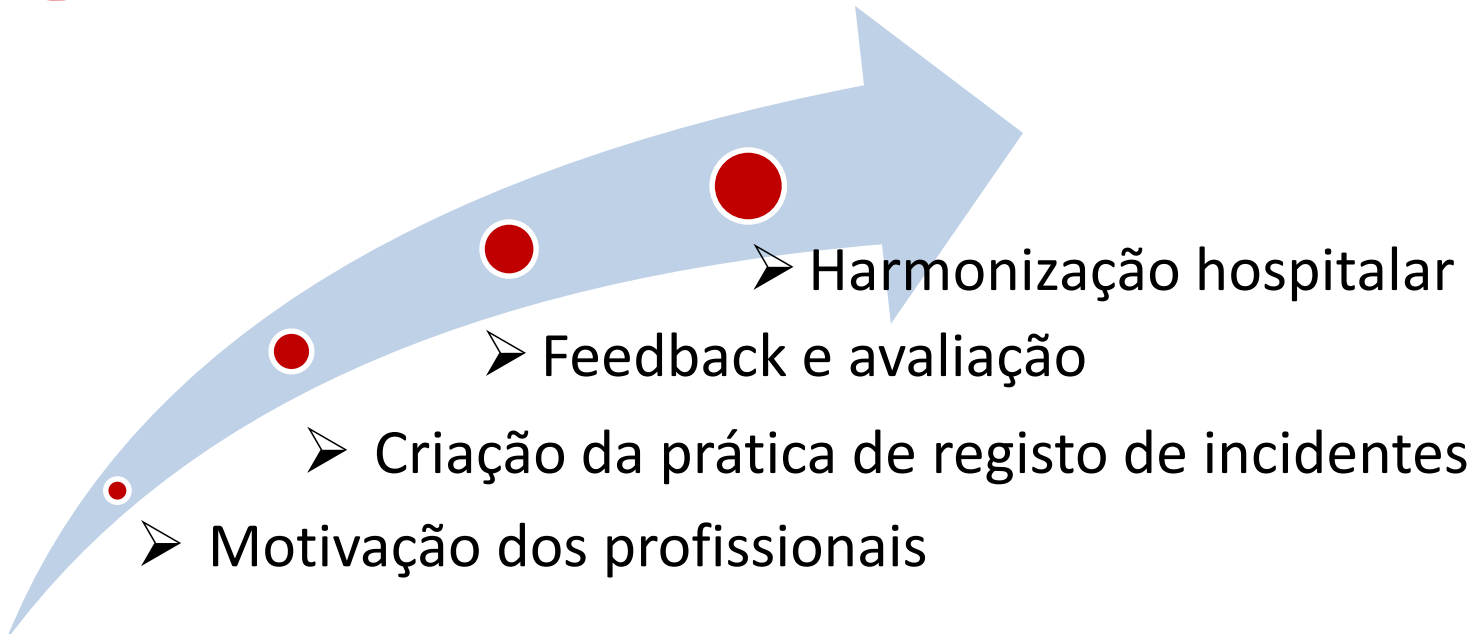 ➢ Harmonização hospitalar
➢ Feedback e avaliação
➢ Criação da prática de registo de incidentes
➢ Motivação dos profissionais